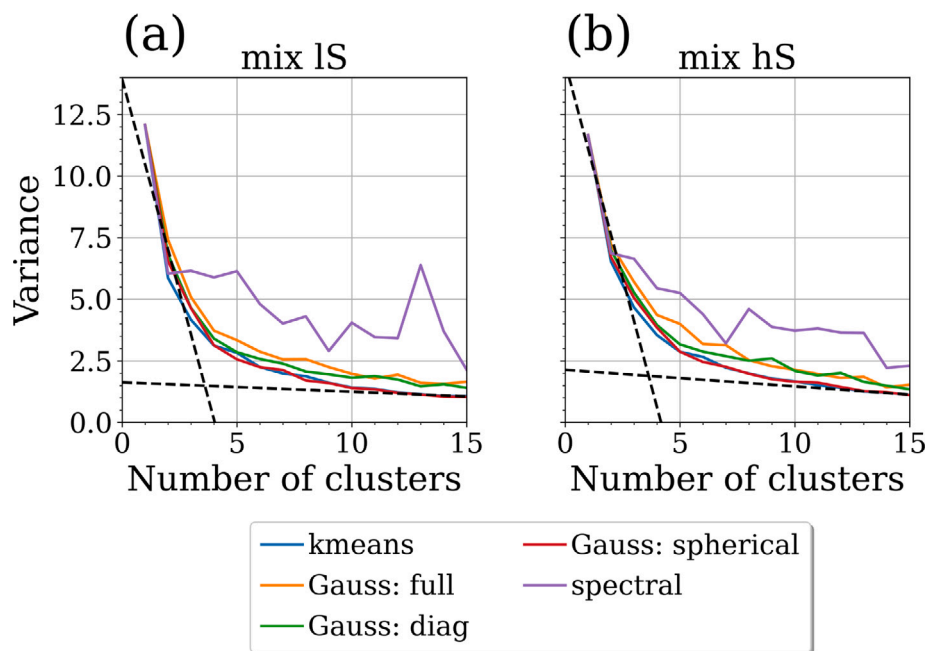 (a)
mix lS
(b)
mix hS
Variance
12.5
10.0
7.5
5.0
2.5
0.0
0 5 10 15
0 5 10 15
Number of clusters
Number of clusters
kmeans
Gauss: full
Gauss: diag
Gauss: spherical
spectral